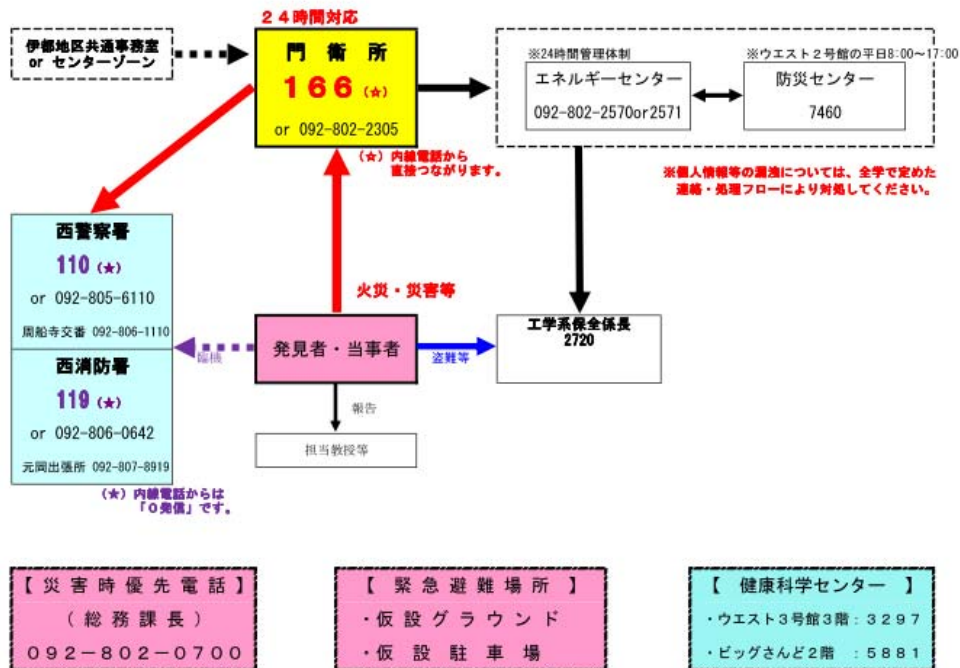 ２４時間対応
伊都地区共通事務室
or センターゾーン
門衛所
１６６（☆）
or 092-802-2305
（☆）内線電話から
直接つながります。
※24時間管理体制
エネルギーセンター
092-802-2570or2571
※ウエスト２号館の平日8:00～17:00
防災センター
7460
※個人情報等の漏洩については、全学で定めた
連絡・処理フローにより対処してください。
西警察署
110（★）
or 092-805-6110
周船寺交番 092-806-1110
西消防署
119（★）
or 092-806-0642
元岡出張所 092-807-8919
（★）内線電話からは
「０発信」です。
火災・災害等
発見者・当事者
臨機
盗難等
工学系保全係長
2720
報告
担当教授等
【災害時優先電話】
（総務課長）
０９２－８０２－０７００
【緊急避難場所】
・仮設グラウンド
・仮設駐車場
【健康科学センター】
・ウエスト３号館３階：３２９７
・ビッグさんど２階：５８８１